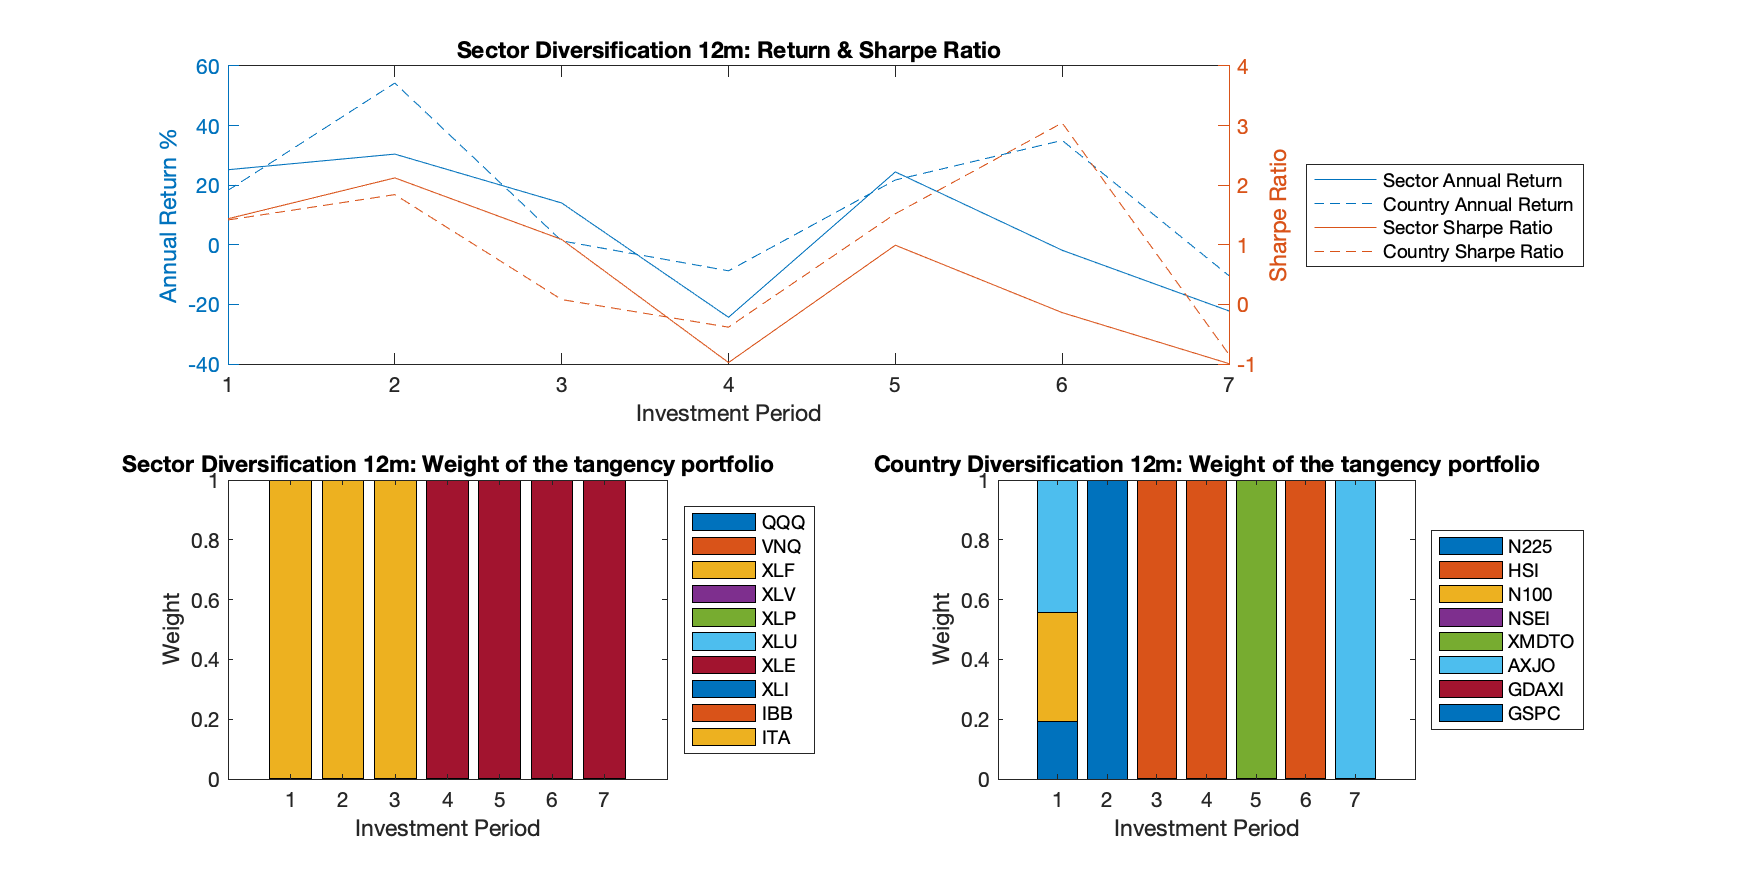 Sector Diversification 12m: Return & Sharpe Ratio
60
40
20
0
-20
-40
Annual Return %
4
3
2
1
0
-1
Sharpe Ratio
1 2 3 4 5 6 7
Investment Period
Sector Annual Return
Country Annual Return
Sector Sharpe Ratio
Country Sharpe Ratio
Sector Diversification 12m: Weight of the tangency portfolio
1
0.8
0.6
0.4
0.2
0
Weight
1 2 3 4 5 6 7
Investment Period
QQQ
VNQ
XLF
XLV
XLP
XLU
XLE
XLI
IBB
ITA
Country Diversification 12m: Weight of the tangency portfolio
1
0.8
0.6
0.4
0.2
0
Weight
1 2 3 4 5 6 7
Investment Period
N225
HSI
N100
NSEI
XMDTO
AXJO
GDAXI
GSPC